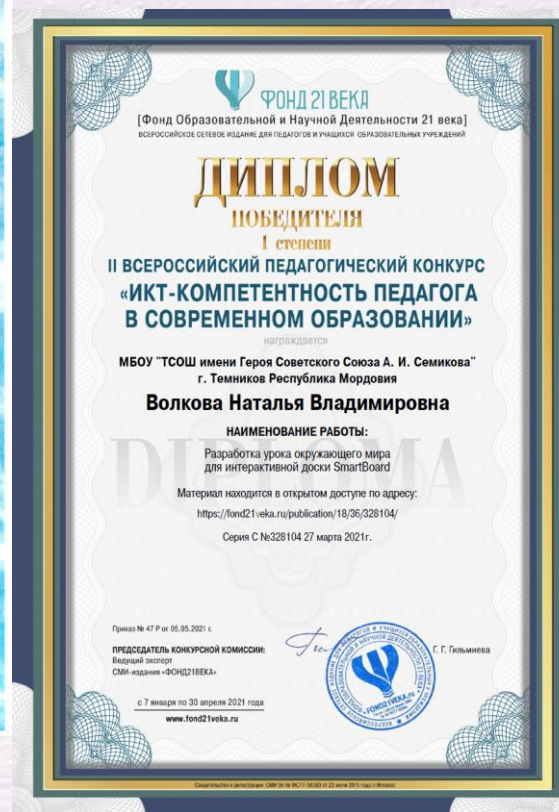 ФОНД 21 ВЕКА
[Фонд Образовательной и Научной Деятельности 21 века]
ВСЕРОССИЙСКОЕ СЕТЕВОЕ ИЗДАНИЕ ДЛЯ ПЕДАГОГОВ И УЧАЩИХСЯ ОБРАЗОВАТЕЛЬНЫХ УЧРЕЖДЕНИЙ
ДИПЛОМ
ПОБЕДИТЕЛЯ
I степени
II ВСЕРОССИЙСКИЙ ПЕДАГОГИЧЕСКИЙ КОНКУРС
«ИКТ-КОМПЕТЕНТНОСТЬ ПЕДАГОГА
В СОВРЕМЕННОМ ОБРАЗОВАНИИ»
награждается
МБОУ "ТСОШ имени Героя Советского Союза А. И. Семикова"
г. Темников Республика Мордовия
Волкова Наталья Владимировна
НАИМЕНОВАНИЕ РАБОТЫ:
DIPLOMA
Разработка урока окружающего мира
для интерактивной доски SmartBoard
Материал находится в открытом доступе по адресу:
https://fond21veka.ru/publication/18/36/328104/
Серия С №328104 27 марта 2021г.
Приказ № 47 Р от 05.05.2021 г.
ПРЕДСЕДАТЕЛЬ КОНКУРСНОЙ КОМИССИИ:
Ведущий эксперт
СМИ-издания «ФОНД21ВЕКА»
Г. Г. Гильмиева
FOND21VEKA.RU
с 7 января по 30 апреля 2021 года
www.fond21veka.ru